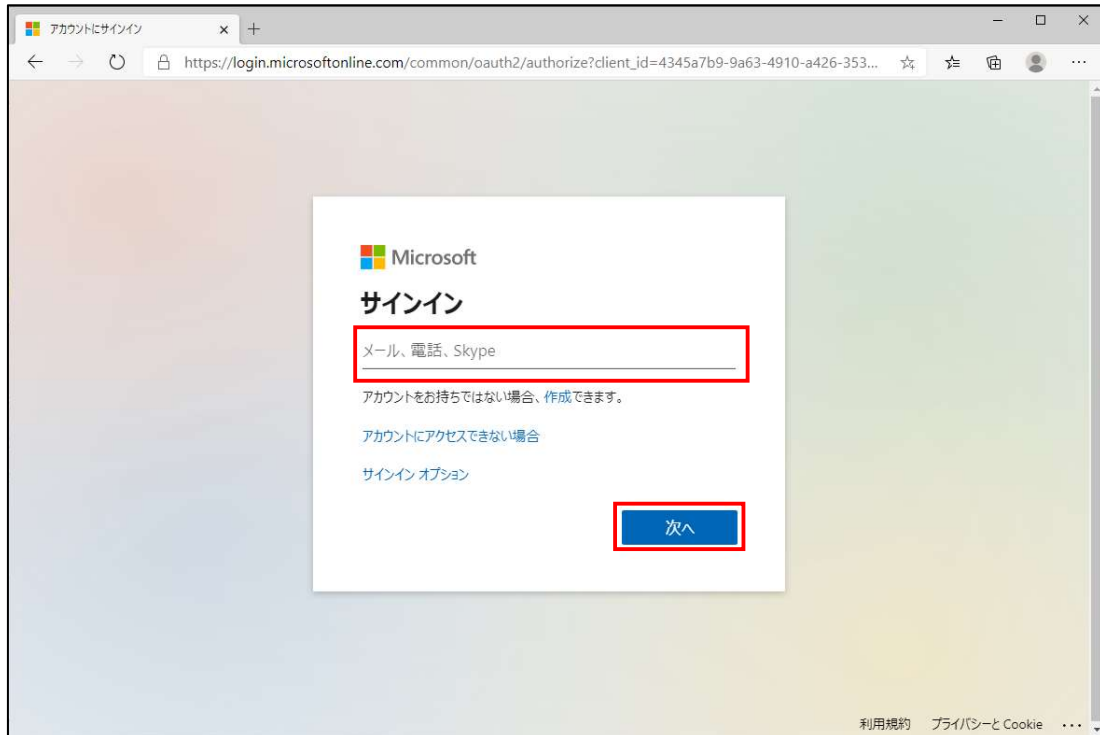 アカウントにサインイン
https://login.microsoftonline.com/common/oauth2/authorize?client_id=4345a7b9-9a63-4910-a426-353...
Microsoft
サインイン
メール、電話、Skype
アカウントをお持ちではない場合、作成できます。
アカウントにアクセスできない場合
サインイン オプション
次へ
利用規約 プライバシーと Cookie ...